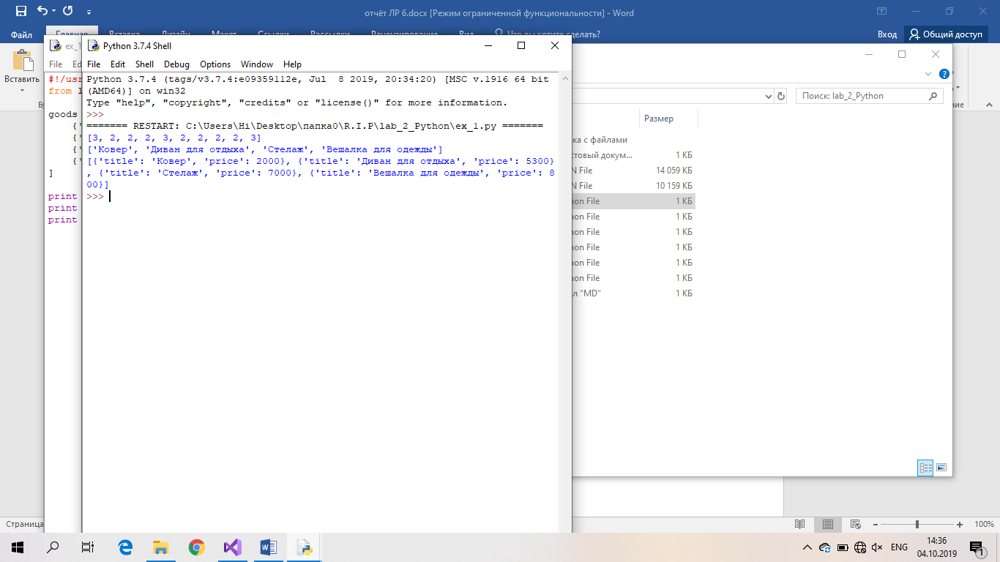 отчёт ЛР 6.docx [Режим ограниченной функциональности] - Word
Файл Главная Вставка Дизайн Макет Ссылки Рассылки Рецензирование Вид Что вы хотите сделать? Вход Общий доступ
Вставить
ex_1
File Ed
#!/usr
from l
goods
{'
{'
{'
{'
]
print
print
print
Python 3.7.4 Shell
File Edit Shell Debug Options Window Help
Python 3.7.4 (tags/v3.7.4:e09359112e, Jul  8 2019, 20:34:20) [MSC v.1916 64 bit
(AMD64)] on win32
Type "help", "copyright", "credits" or "license()" for more information.
>>>
======= RESTART: C:\Users\Hi\Desktop\папка0\R.I.P\lab_2_Python\ex_1.py =======
[3, 2, 2, 2, 3, 2, 2, 2, 2, 3]
['Ковер', 'Диван для отдыха', 'Стелаж', 'Вешалка для одежды']
[{'title': 'Ковер', 'price': 2000}, {'title': 'Диван для отдыха', 'price': 5300}
, {'title': 'Стелаж', 'price': 7000}, {'title': 'Вешалка для одежды', 'price': 8
00}]
>>>
Поиск: lab_2_Python
Размер
ка с файлами
стовый докум... 1 КБ
N File 14 059 КБ
N File 10 159 КБ
hon File 1 КБ
hon File 1 КБ
hon File 1 КБ
hon File 1 КБ
hon File 1 КБ
hon File 1 КБ
л "MD" 1 КБ
ние
Страница
100%
ENG
14:36
04.10.2019
1